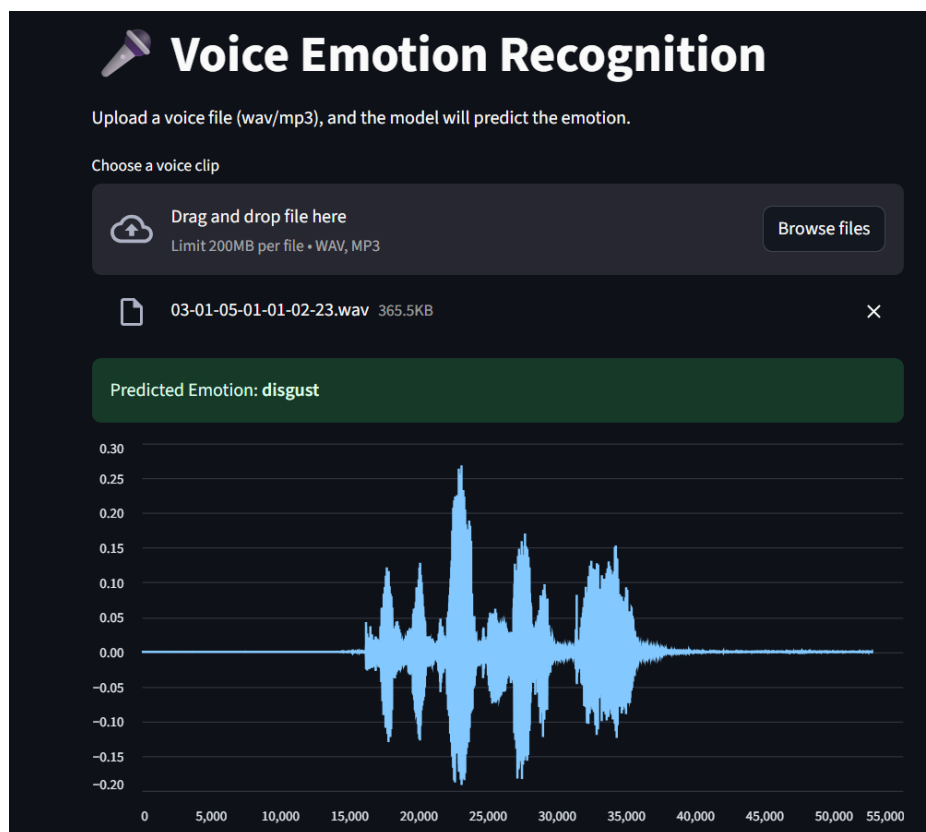 Voice Emotion Recognition
Upload a voice file (wav/mp3), and the model will predict the emotion.
Choose a voice clip
Drag and drop file here
Limit 200MB per file • WAV, MP3
Browse files
03-01-05-01-01-02-23.wav 365.5KB
Predicted Emotion: disgust
0.30
0.25
0.20
0.15
0.10
0.05
0.00
−0.05
−0.10
−0.15
−0.20
0 5,000 10,000 15,000 20,000 25,000 30,000 35,000 40,000 45,000 50,000 55,000